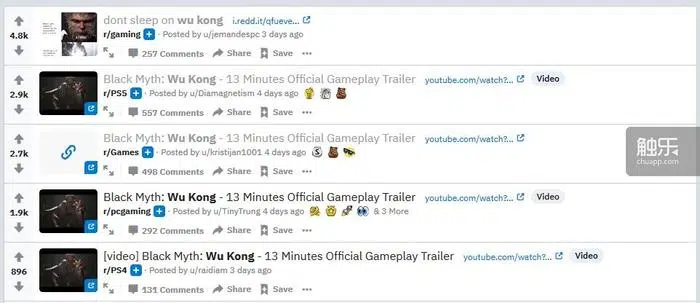 dont sleep on wu kong i.redd.it/qfueve...
4.8k
r/gaming · Posted by u/jemandespc 3 days ago
257 Comments Share Save ...
Black Myth: Wu Kong - 13 Minutes Official Gameplay Trailer youtube.com/watch?... Video
2.9k
r/PS5 · Posted by u/Diamagnetism 4 days ago
557 Comments Share Save ...
Black Myth: Wu Kong - 13 Minutes Official Gameplay Trailer youtube.com/watch?...
2.7k
r/Games · Posted by u/kristijan1001 4 days ago
498 Comments Share Save ...
触乐
chuapp.com
Black Myth: Wu Kong - 13 Minutes Official Gameplay Trailer youtube.com/watch?... Video
1.9k
r/pcgaming · Posted by u/TinyTrung 4 days ago & 3 More
292 Comments Share Save ...
[video] Black Myth: Wu Kong - 13 Minutes Official Gameplay Trailer youtube.com/watch?... Video
896
r/PS4 · Posted by u/raidiam 3 days ago
131 Comments Share Save ...